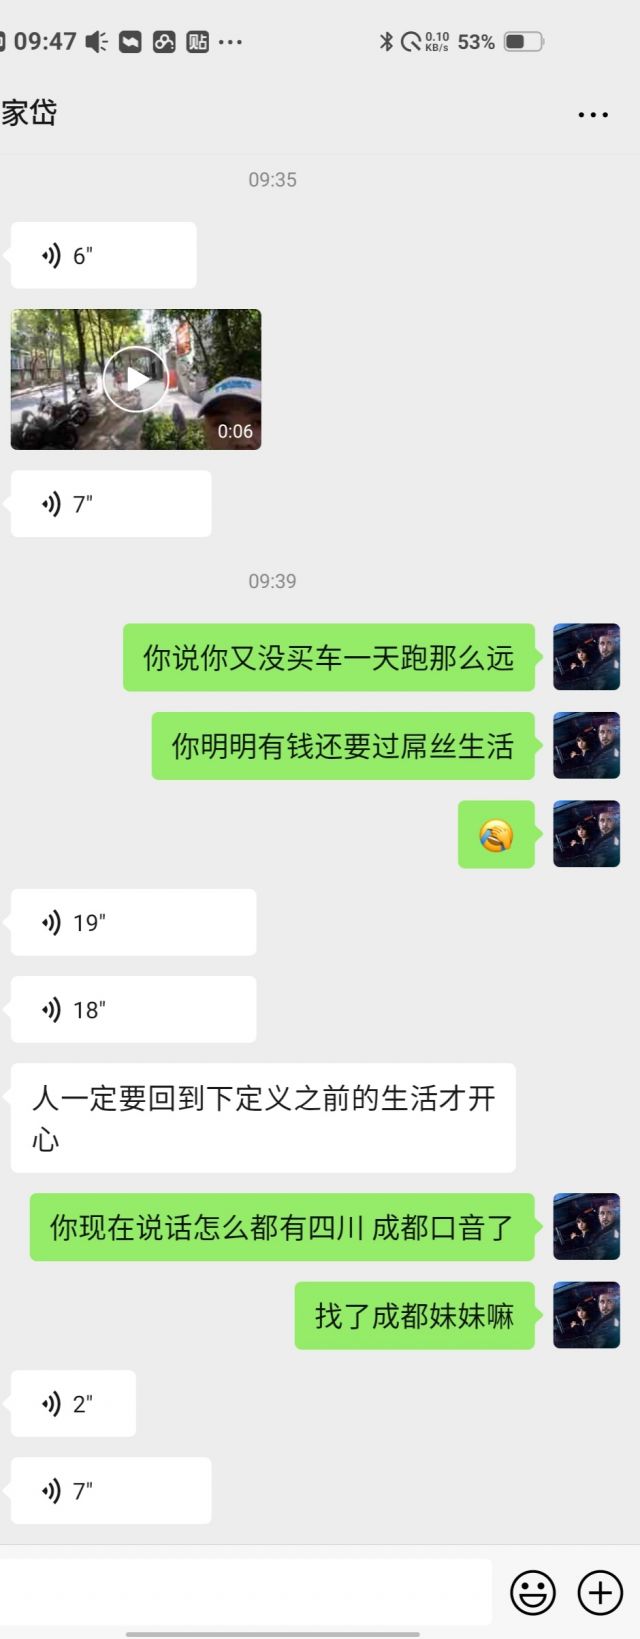 09:47 贴 0.10 KB/s 53%
家岱
09:35
6"
0:06
7"
09:39
你说你又没买车一天跑那么远
你明明有钱还要过屌丝生活
19"
18"
人一定要回到下定义之前的生活才开
心
你现在说话怎么都有四川 成都口音了
找了成都妹妹嘛
2"
7"